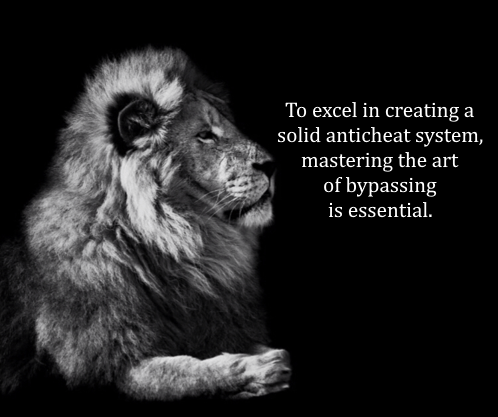 To excel in creating a
solid anticheat system,
mastering the art
of bypassing
is essential.